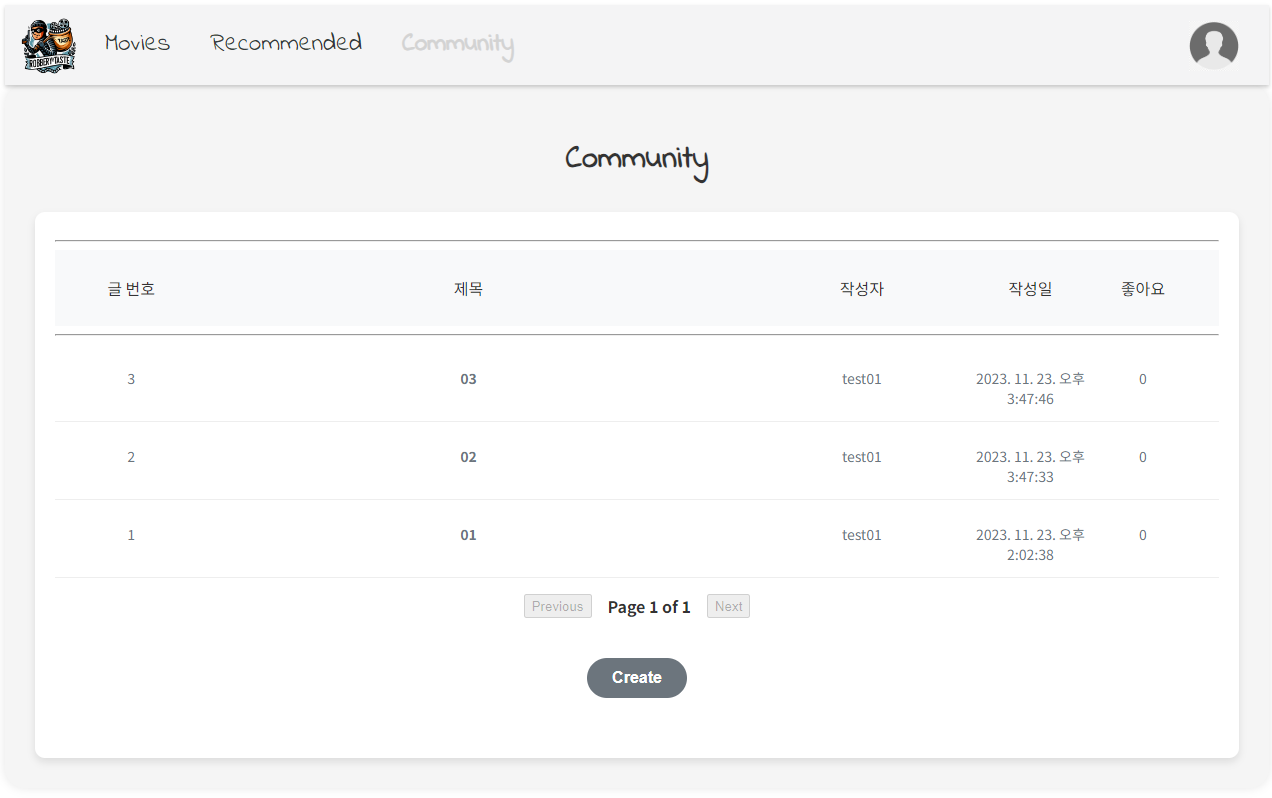 ROBBERY TASTE
Movies Recommended Community
Community
글 번호 제목 작성자 작성일 좋아요
3 03 test01 2023. 11. 23. 오후 0
3:47:46
2 02 test01 2023. 11. 23. 오후 0
3:47:33
1 01 test01 2023. 11. 23. 오후 0
2:02:38
Previous Page 1 of 1 Next
Create